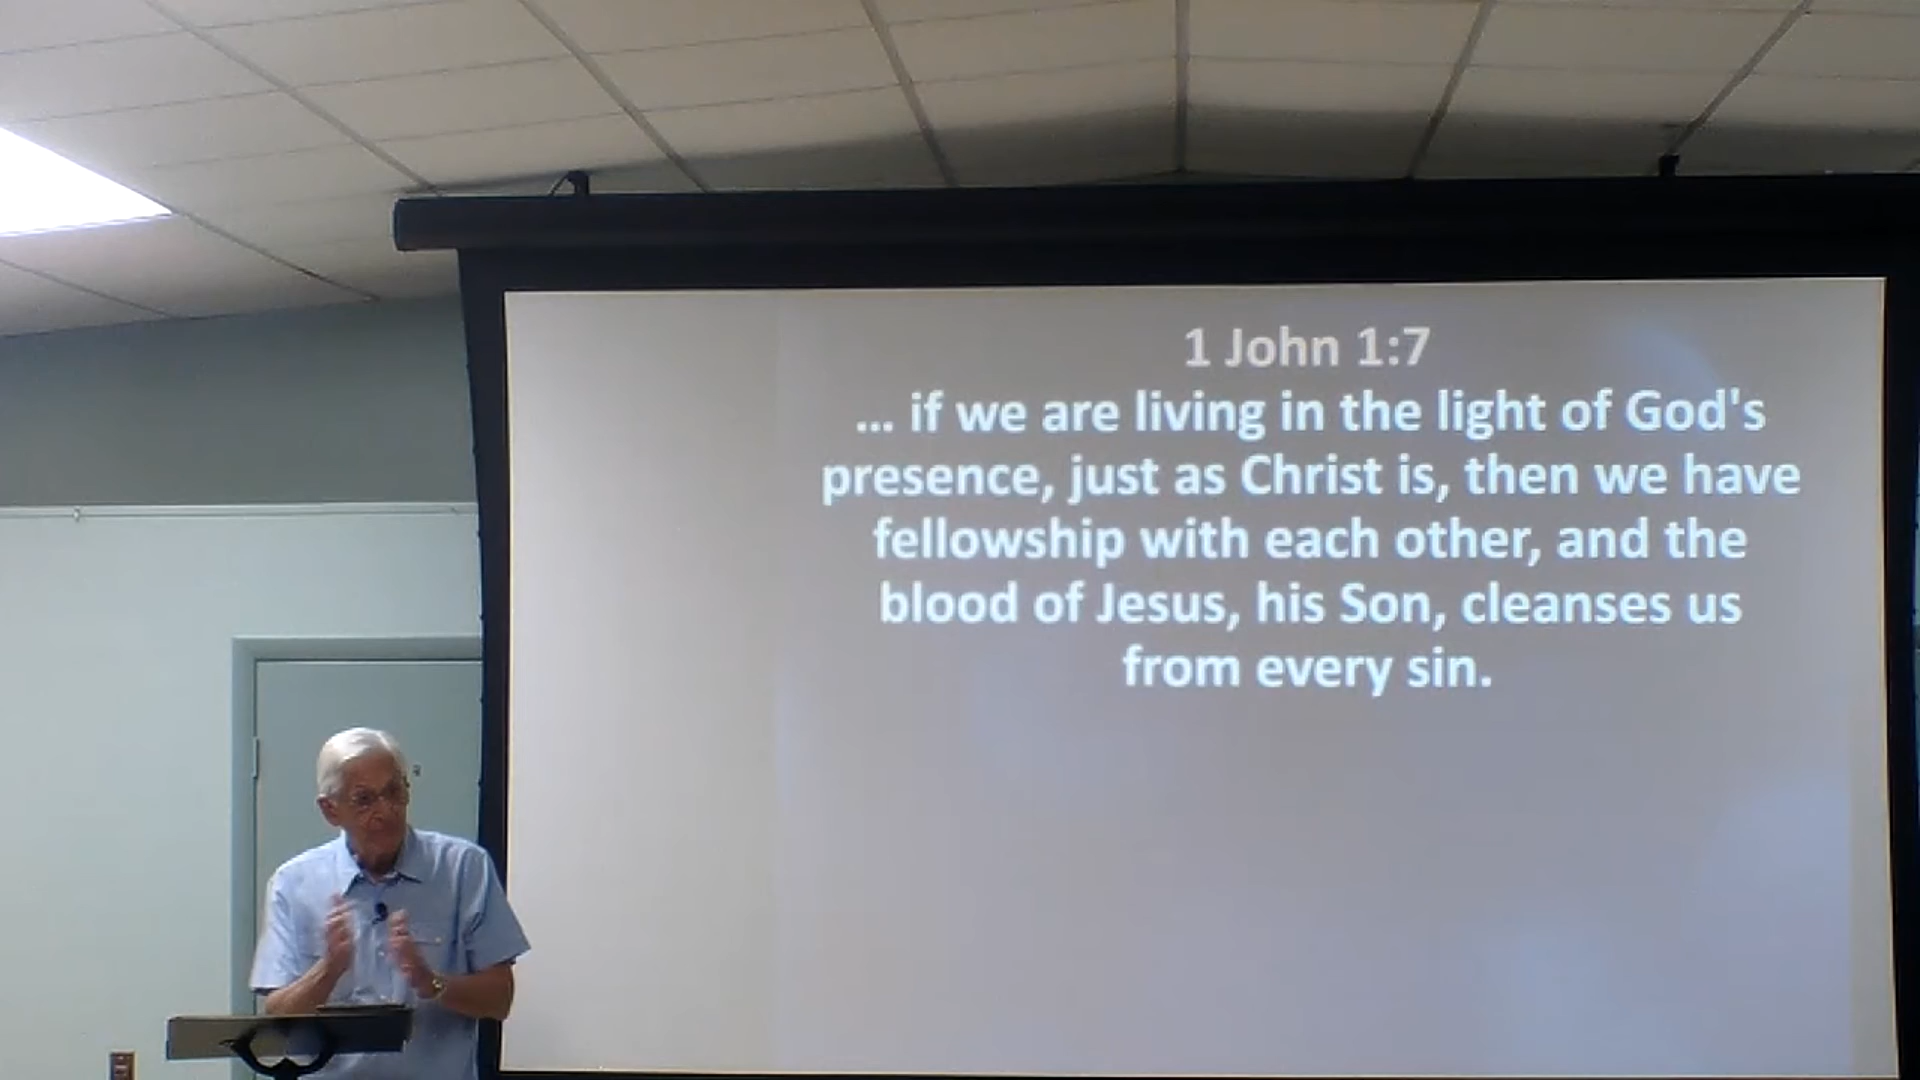 1 John 1:7
... if we are living in the light of God's
presence, just as Christ is, then we have
fellowship with each other, and the
blood of Jesus, his Son, cleanses us
from every sin.